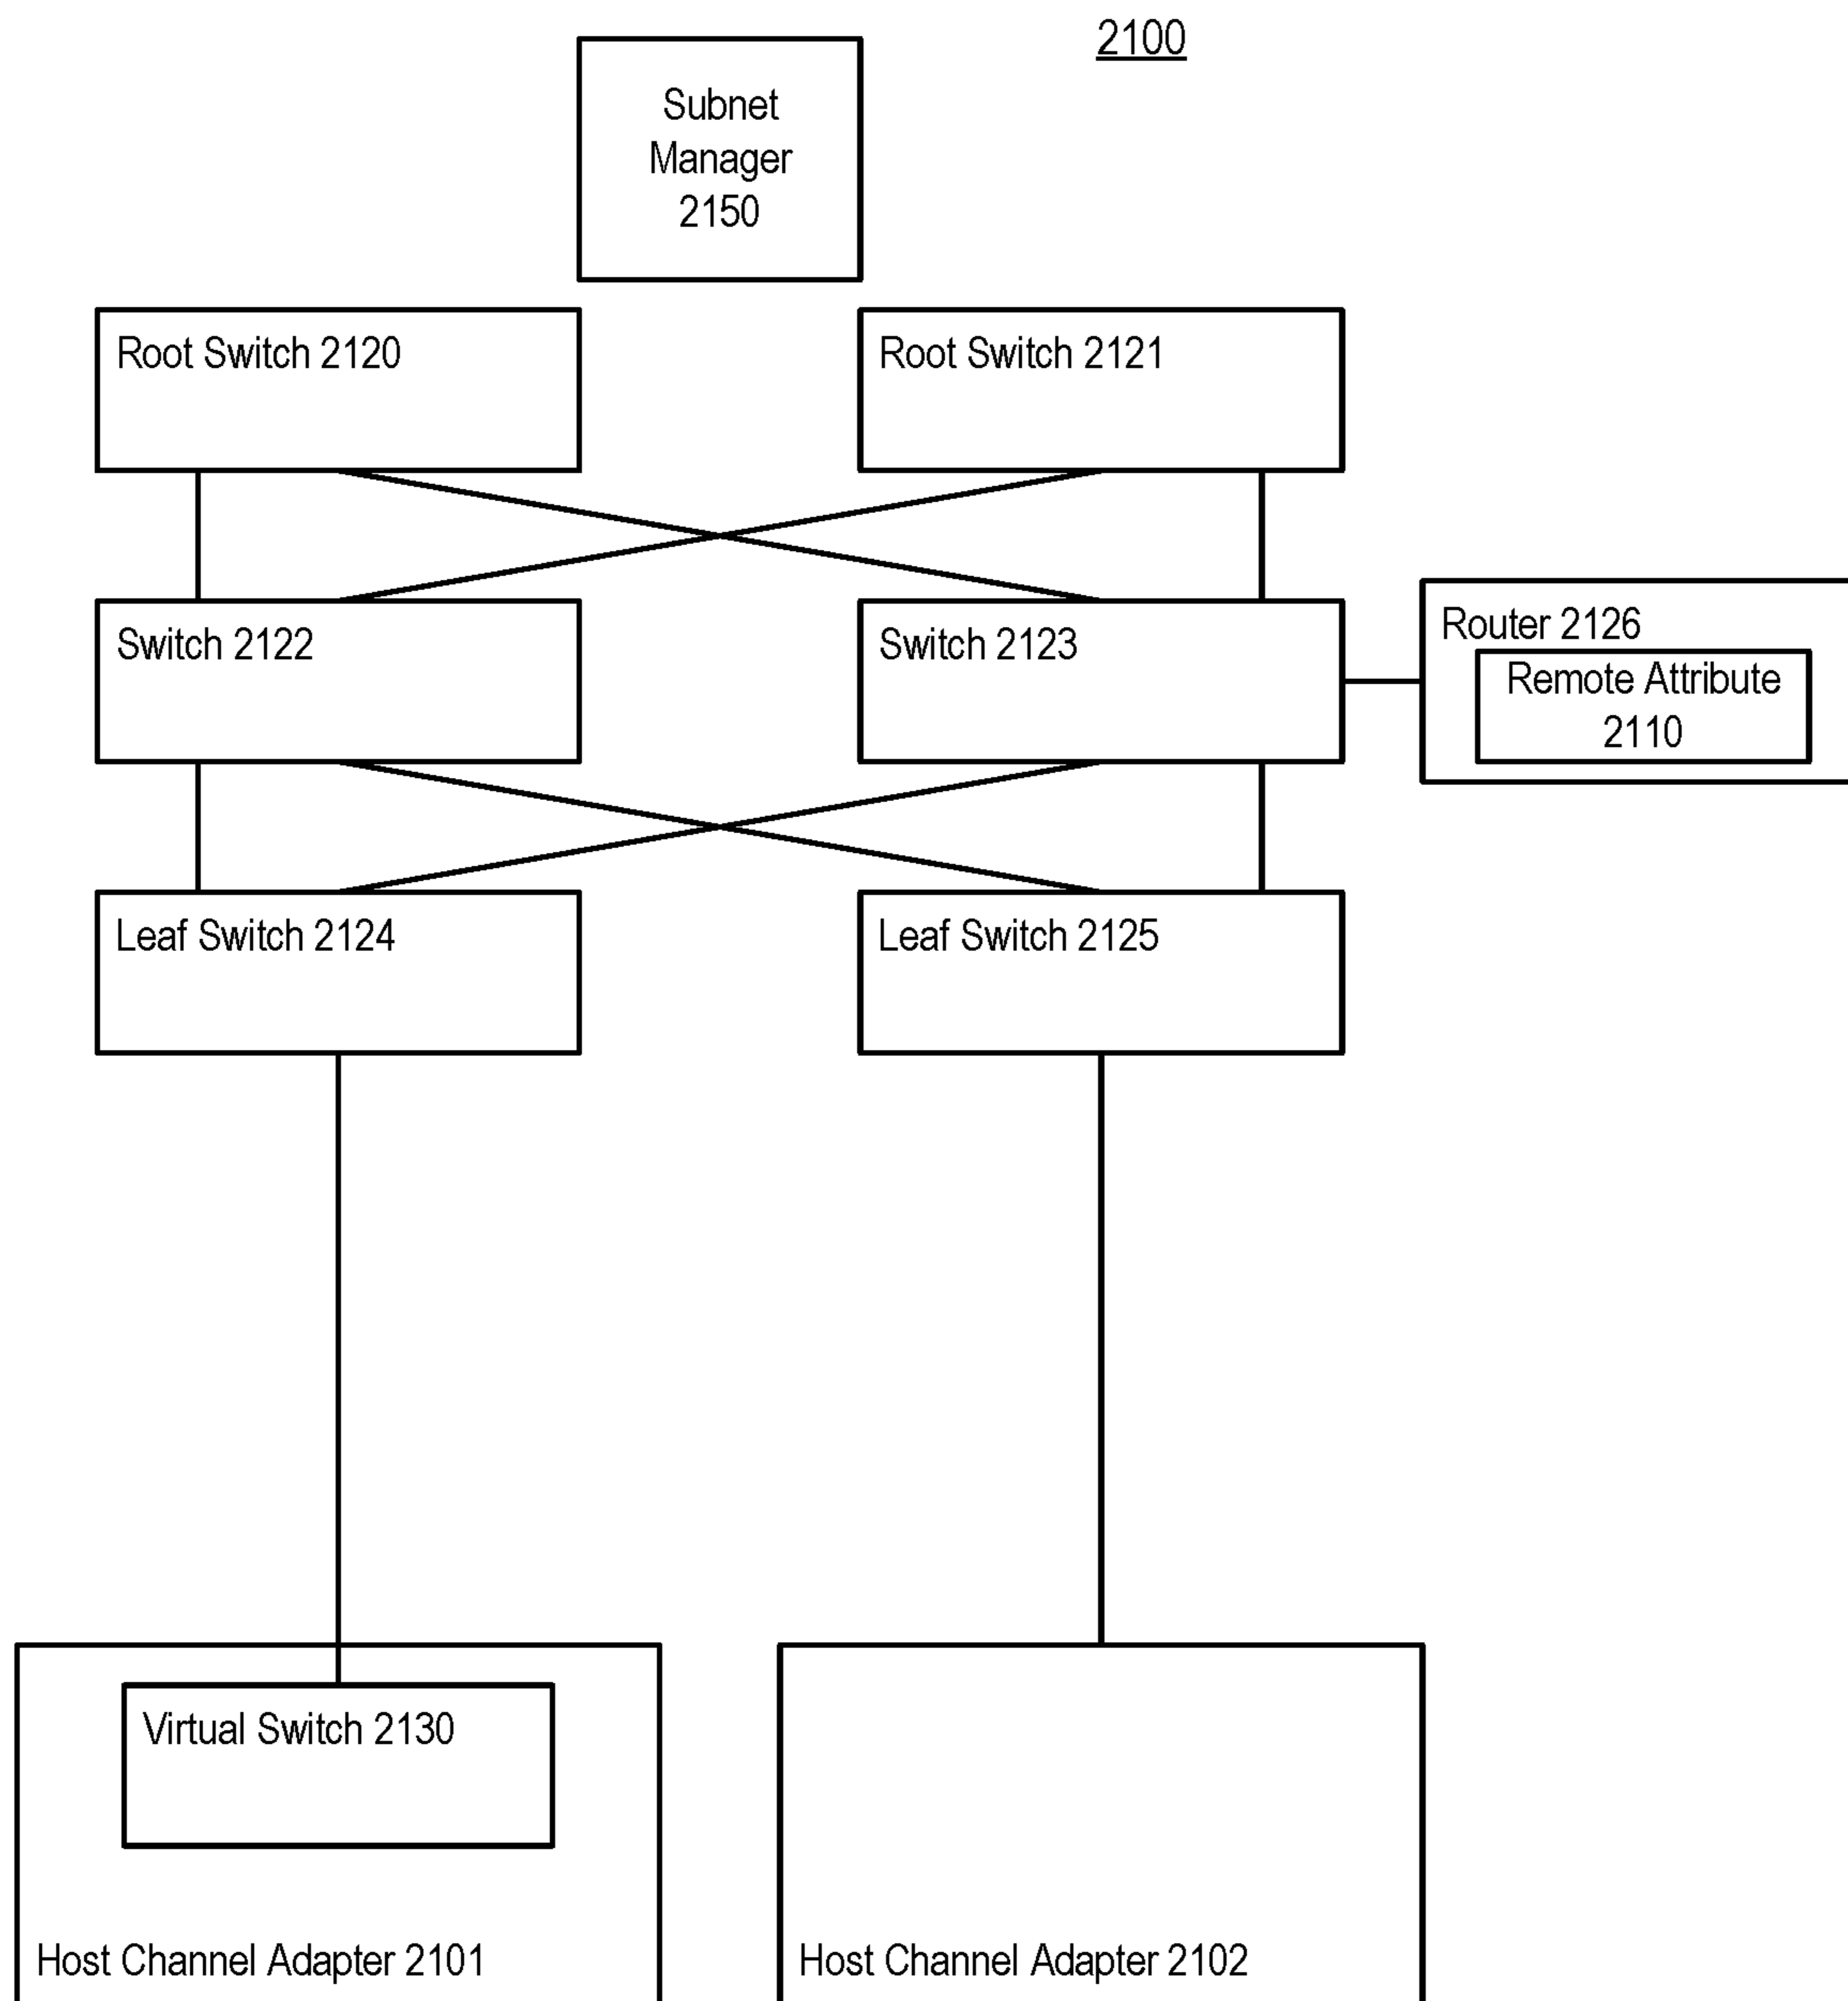 2100
Subnet
Manager
2150
Root Switch 2120
Root Switch 2121
Switch 2122
Switch 2123
Router 2126
Remote Attribute
2110
Leaf Switch 2124
Leaf Switch 2125
Virtual Switch 2130
Host Channel Adapter 2101
Host Channel Adapter 2102